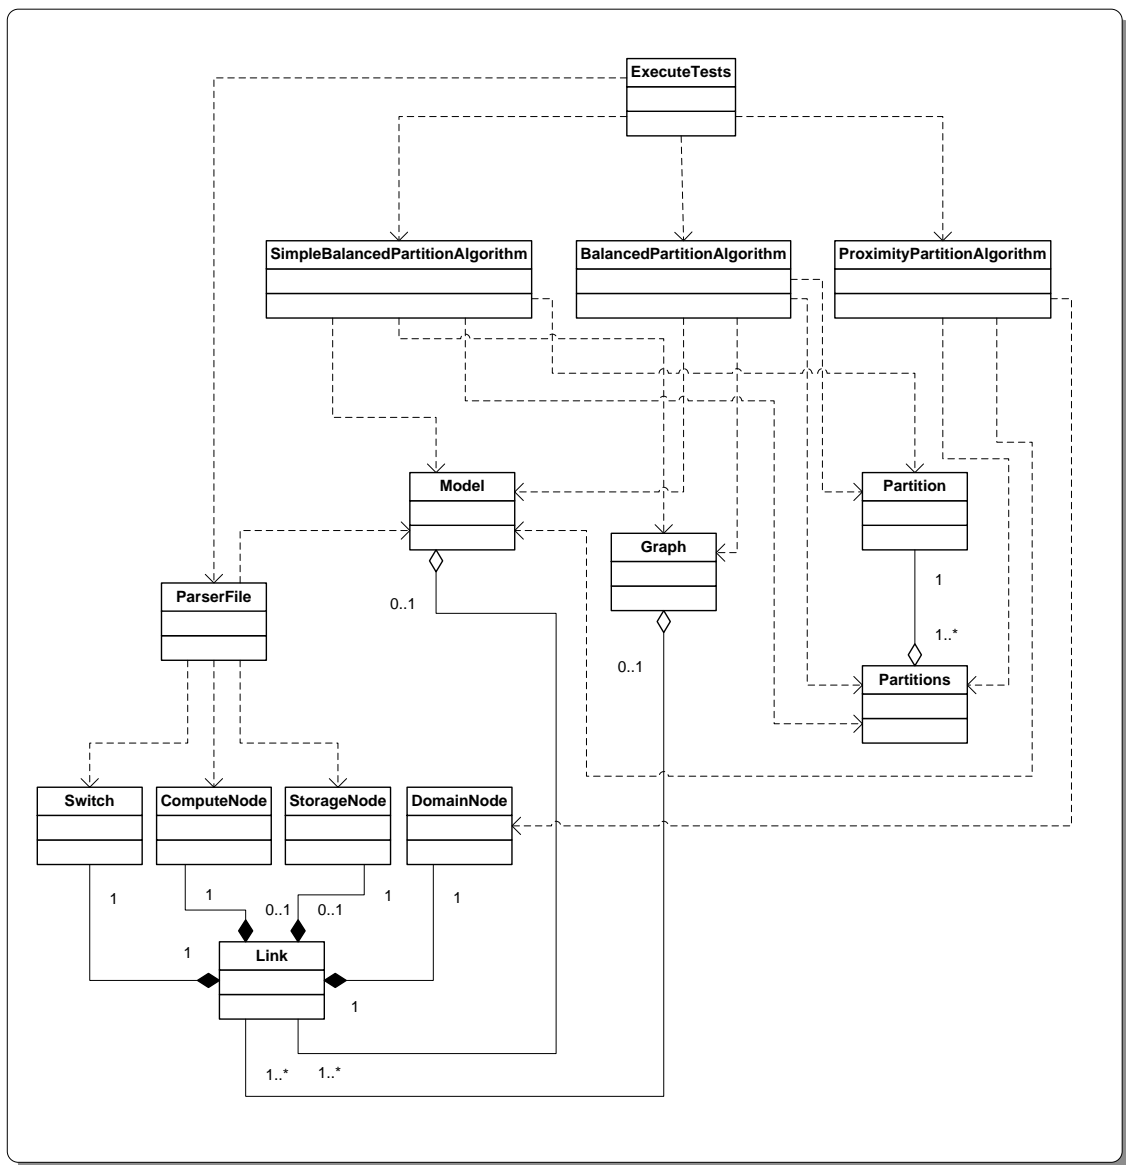 ExecuteTests
SimpleBalancedPartitionAlgorithm
BalancedPartitionAlgorithm
ProximityPartitionAlgorithm
Model
Partition
Graph
1
ParserFile
0..1
1..*
0..1
Partitions
Switch
ComputeNode
StorageNode
DomainNode
1
1
1
1
0..1
0..1
1
Link
1
1..*
1..*